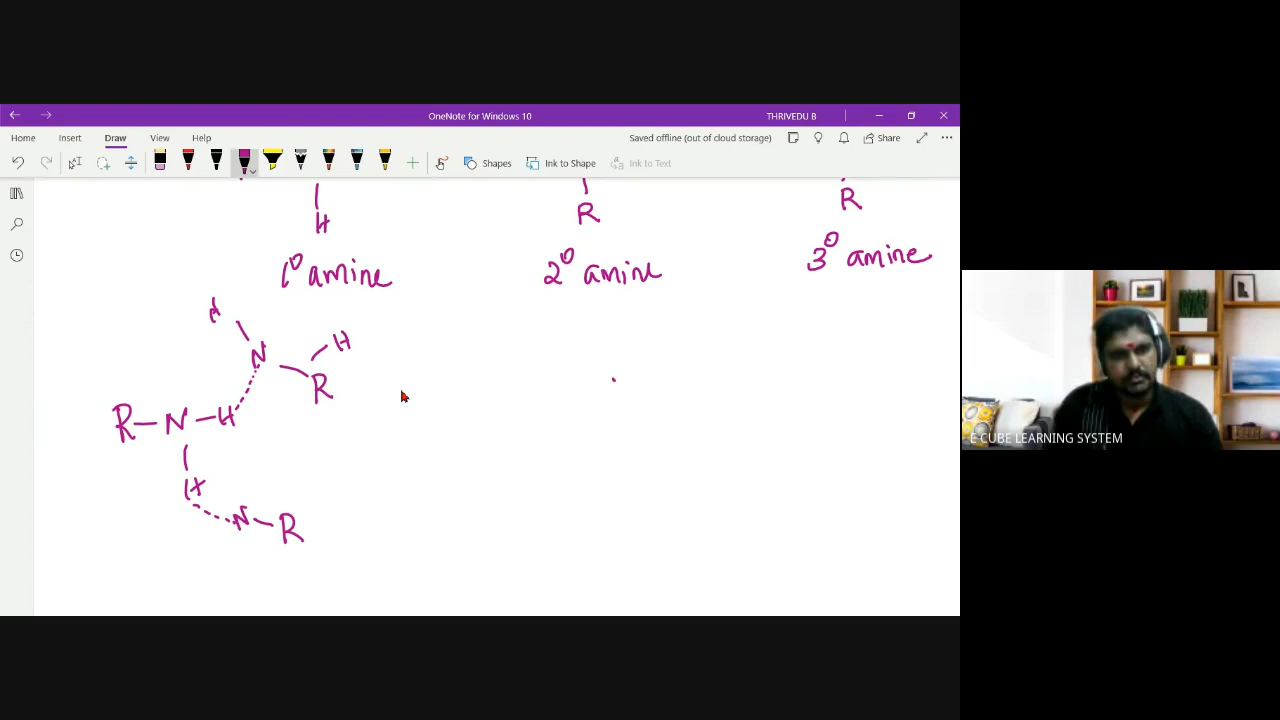 OneNote for Windows 10
THRIVEDU B
Home Insert Draw View Help
Saved offline (out of cloud storage)
Share
Shapes
Ink to Shape
Ink to Text
H
R
R
1° amine
2° amine
3° amine
H
N
H
R
R - N - H
H
N - R
E CUBE LEARNING SYSTEM